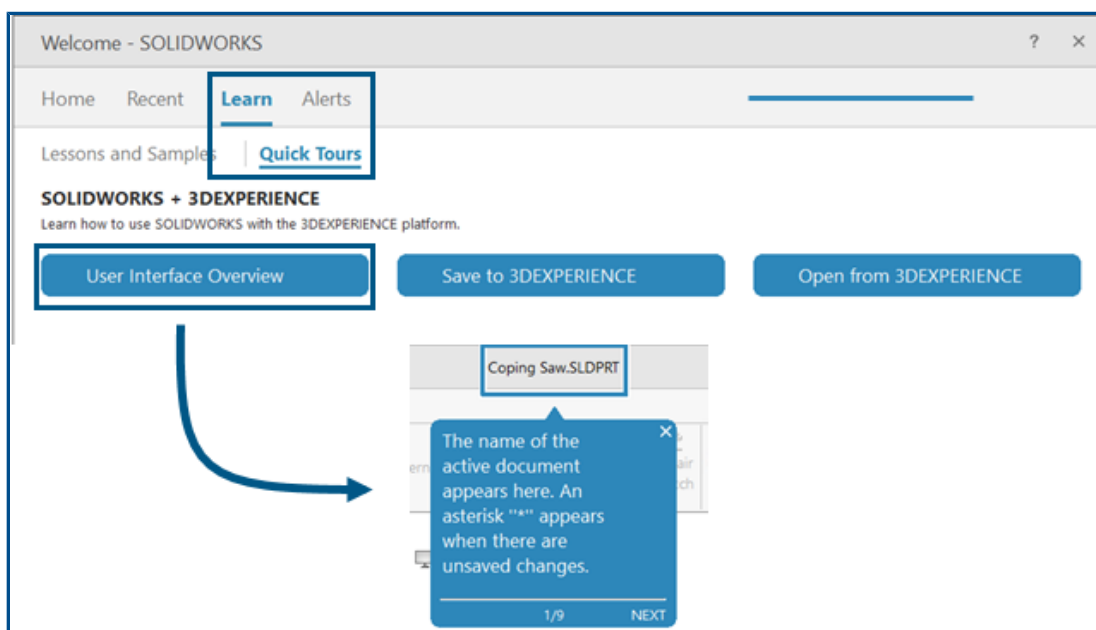 Welcome - SOLIDWORKS
?
×
Home Recent Learn Alerts
Lessons and Samples Quick Tours
SOLIDWORKS + 3DEXPERIENCE
Learn how to use SOLIDWORKS with the 3DEXPERIENCE platform.
User Interface Overview
Save to 3DEXPERIENCE
Open from 3DEXPERIENCE
Coping Saw.SLDPRT
The name of the
active document
appears here. An
asterisk "*" appears
when there are
unsaved changes.
1/9 NEXT